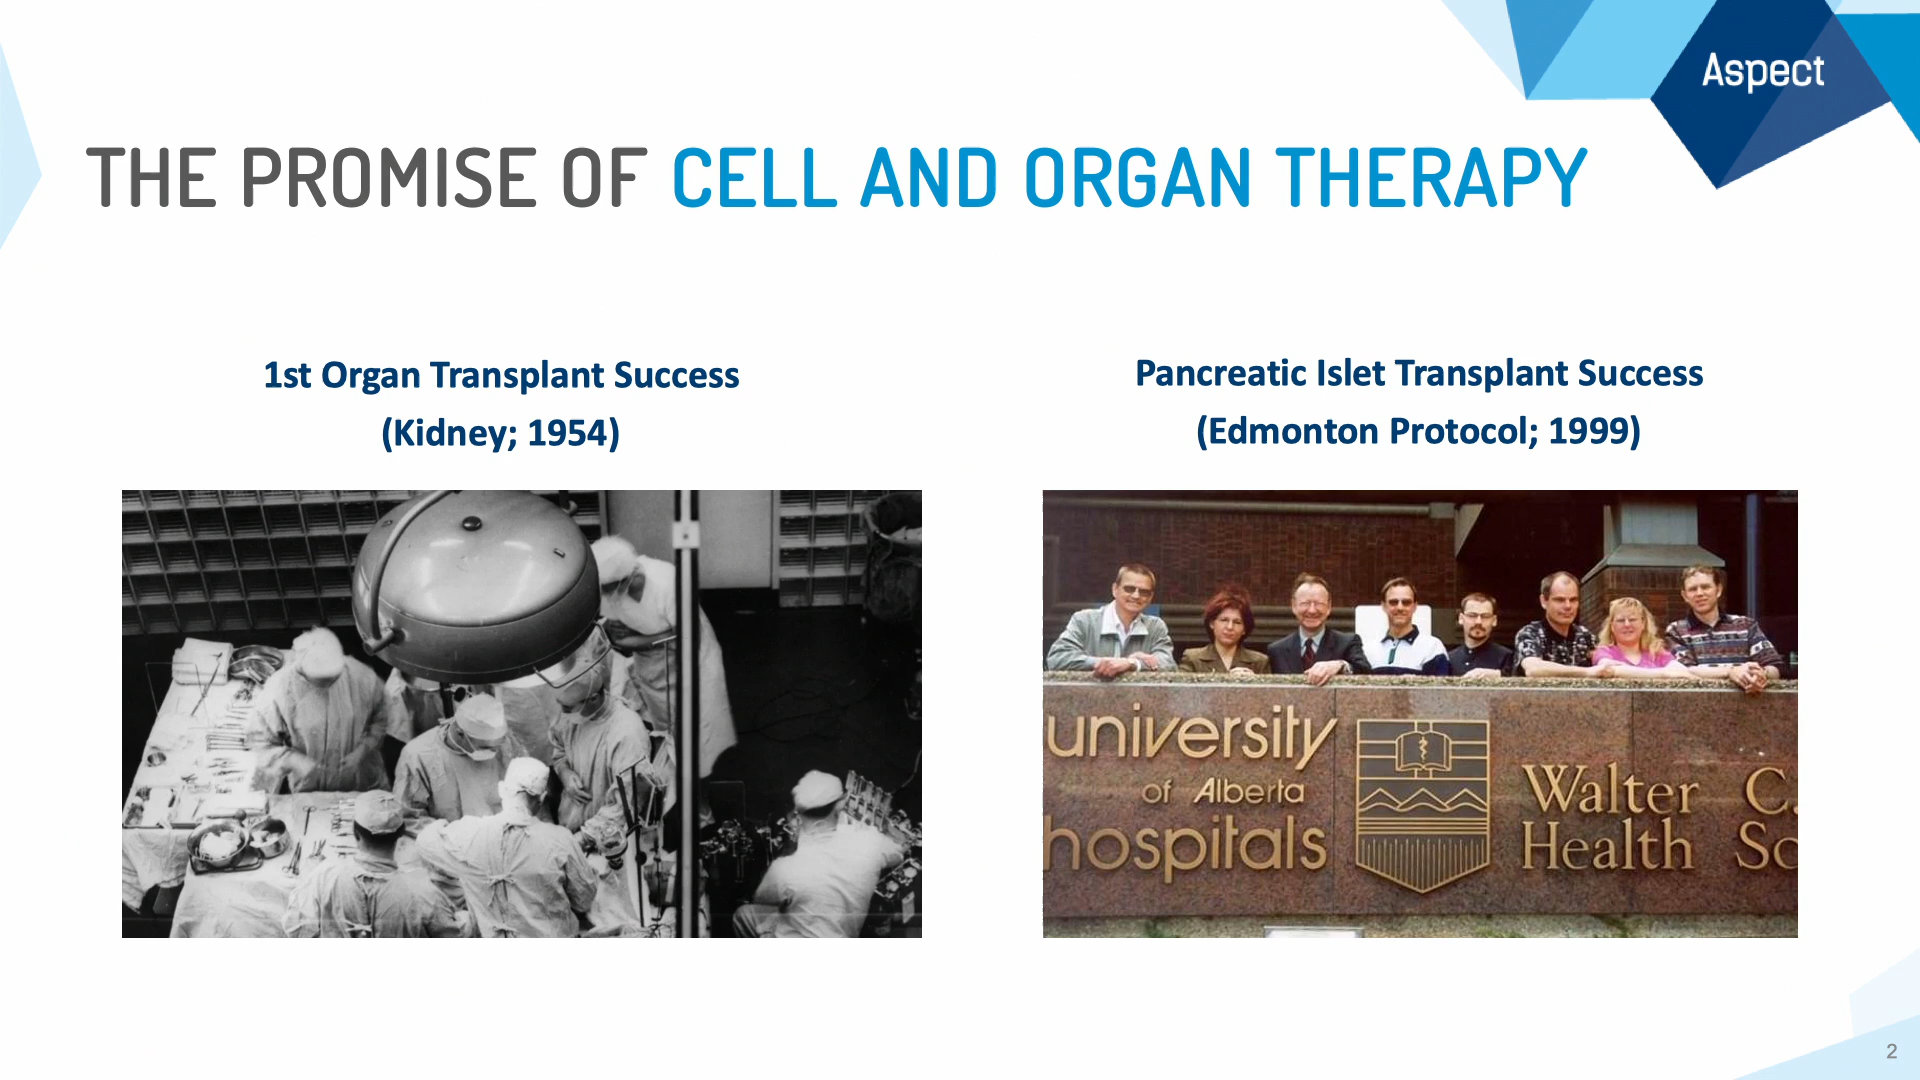 Aspect
THE PROMISE OF CELL AND ORGAN THERAPY
1st Organ Transplant Success
(Kidney; 1954)
Pancreatic Islet Transplant Success
(Edmonton Protocol; 1999)
university
of Alberta
hospitals
Walter C.
Health Sc
2